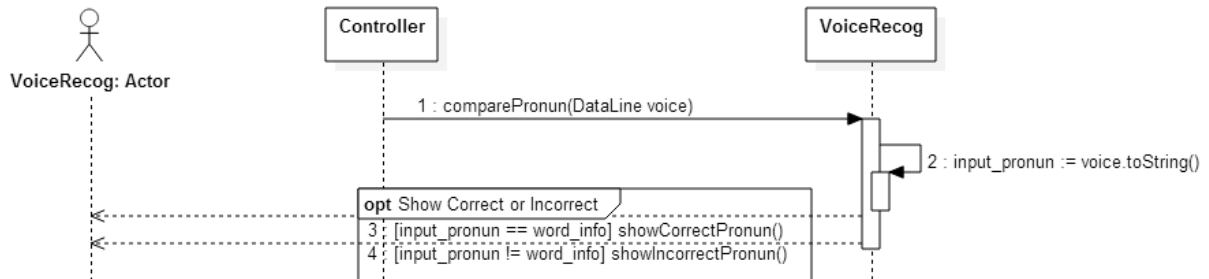 Controller
VoiceRecog
VoiceRecog: Actor
1 : comparePronun(DataLine voice)
2 : input_pronun := voice.toString()
opt Show Correct or Incorrect
3 : [input_pronun == word_info] showCorrectPronun()
4 : [input_pronun != word_info] showIncorrectPronun()